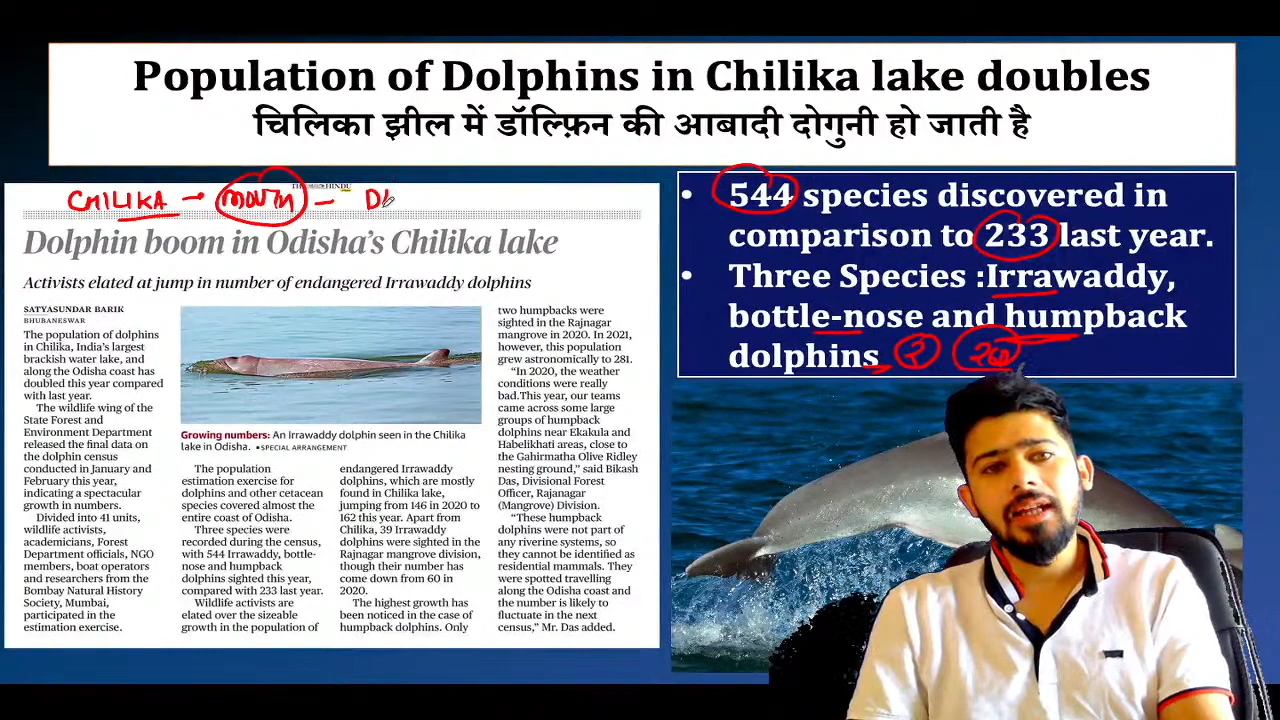 Population of Dolphins in Chilika lake doubles
चिलिका झील में डॉल्फ़िन की आबादी दोगुनी हो जाती है
THE HINDU
CHILIKA - - D
Dolphin boom in Odisha's Chilika lake
Activists elated at jump in number of endangered Irrawaddy dolphins
SATYASUNDAR BARIK
BHUBANESWAR
The population of dolphins
in Chilika, India's largest
brackish water lake, and
along the Odisha coast has
doubled this year compared
with last year.
The wildlife wing of the
State Forest and
Environment Department
released the final data on
the dolphin census
conducted in January and
February this year,
indicating a spectacular
growth in numbers.
Divided into 41 units,
wildlife activists,
academicians, Forest
Department officials, NGO
members, boat operators
and researchers from the
Bombay Natural History
Society, Mumbai,
participated in the
estimation exercise.
Growing numbers: An Irrawaddy dolphin seen in the Chilika
lake in Odisha. •SPECIAL ARRANGEMENT
The population
estimation exercise for
dolphins and other cetacean
species covered almost the
entire coast of Odisha.
Three species were
recorded during the census,
with 544 Irrawaddy, bottle-
nose and humpback
dolphins sighted this year,
compared with 233 last year.
Wildlife activists are
elated over the sizeable
growth in the population of
endangered Irrawaddy
dolphins, which are mostly
found in Chilika lake,
jumping from 146 in 2020 to
162 this year. Apart from
Chilika, 39 Irrawaddy
dolphins were sighted in the
Rajnagar mangrove division,
though their number has
come down from 60 in
2020.
The highest growth has
been noticed in the case of
humpback dolphins. Only
two humpbacks were
sighted in the Rajnagar
mangrove in 2020. In 2021,
however, this population
grew astronomically to 281.
"In 2020, the weather
conditions were really
bad.This year, our teams
came across some large
groups of humpback
dolphins near Ekakula and
Habelikhati areas, close to
the Gahirmatha Olive Ridley
nesting ground," said Bikash
Das, Divisional Forest
Officer, Rajanagar
(Mangrove) Division.
"These humpback
dolphins were not part of
any riverine systems, so
they cannot be identified as
residential mammals. They
were spotted travelling
along the Odisha coast and
the number is likely to
fluctuate in the next
census," Mr. Das added.
• 544 species discovered in
comparison to 233 last year.
• Three Species :Irrawaddy,
bottle-nose and humpback
dolphins